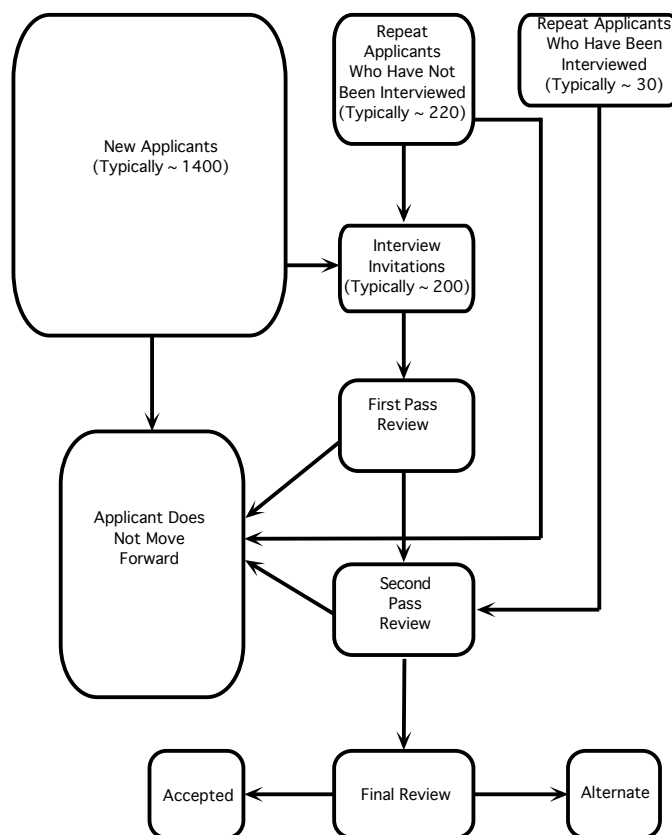 Repeat
Applicants
Who Have Not
Been Interviewed
(Typically ~ 220)
Repeat Applicants
Who Have Been
Interviewed
(Typically ~ 30)
New Applicants
(Typically ~ 1400)
Interview
Invitations
(Typically ~ 200)
First Pass
Review
Applicant Does
Not Move
Forward
Second
Pass
Review
Accepted
Final Review
Alternate